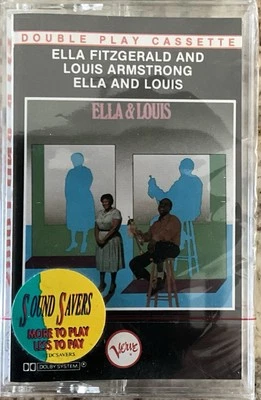 DOUBLE PLAY CASSETTE
ELLA FITZGERALD AND
LOUIS ARMSTRONG
ELLA AND LOUIS
ELLA & LOUIS
SOUND SAVERS
MORE TO PLAY
LESS TO PAY
DOLBY SYSTEM
Verve